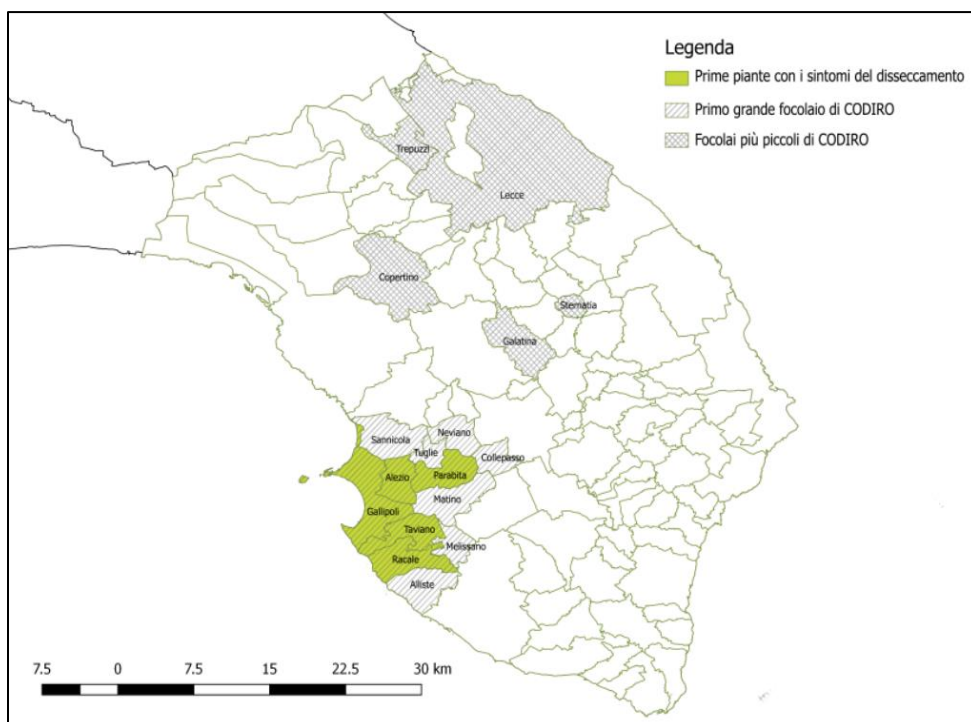 Legenda
Prime piante con i sintomi del disseccamento
Primo grande focolaio di CODIRO
Focolai più piccoli di CODIRO
Trepuzzi
Lecce
Copertino
Sternatia
Galatina
Neviano
Sannicola
Tuglie
Collepasso
Alezio
Parabita
Matino
Gallipoli
Taviano
Melissano
Racale
Alliste
7.5 0 7.5 15 22.5 30 km